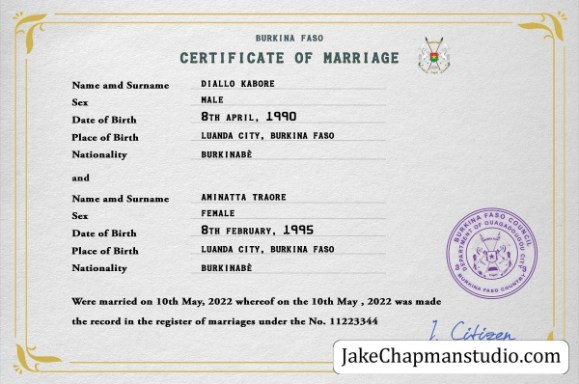 BURKINA FASO
CERTIFICATE OF MARRIAGE
Name amd Surname DIALLO KABORE
Sex MALE
Date of Birth 8TH APRIL, 1990
Place of Birth LUANDA CITY, BURKINA FASO
Nationality BURKINABÈ
and
Name amd Surname AMINATTA TRAORE
Sex FEMALE
Date of Birth 8TH FEBRUARY, 1995
Place of Birth LUANDA CITY, BURKINA FASO
Nationality BURKINABÈ
BURKINA FASO COUNCIL
DEPARTMENT OF OUAGADOUGOU CITY
BURKINA FASO COUNTRY
Were married on 10th May, 2022 whereof on the 10th May , 2022 was made
the record in the register of marriages under the No. 11223344
J. Citizen
JakeChapmanstudio.com